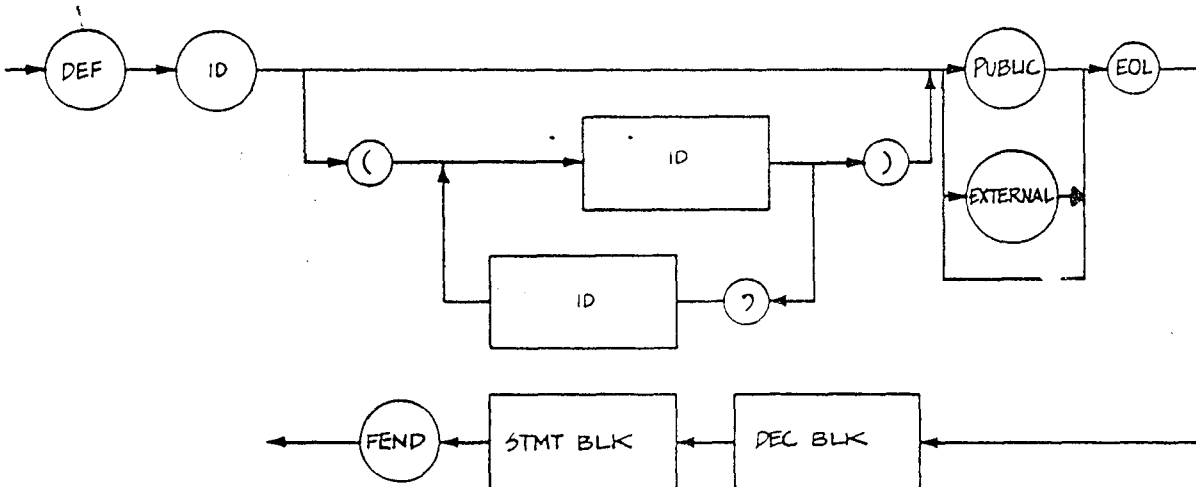 DEF
ID
PUBLIC
EOL
(
ID
)
EXTERNAL
ID
,
FEND
STMT BLK
DEC BLK